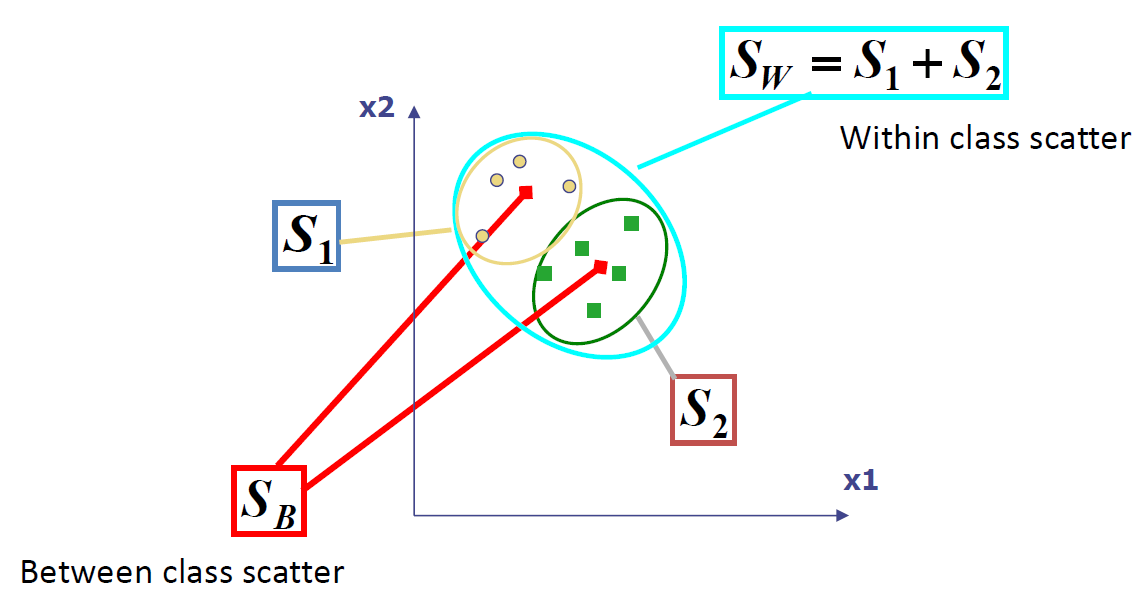 S_W = S_1 + S_2
Within class scatter
x2
S_1
S_2
x1
S_B
Between class scatter